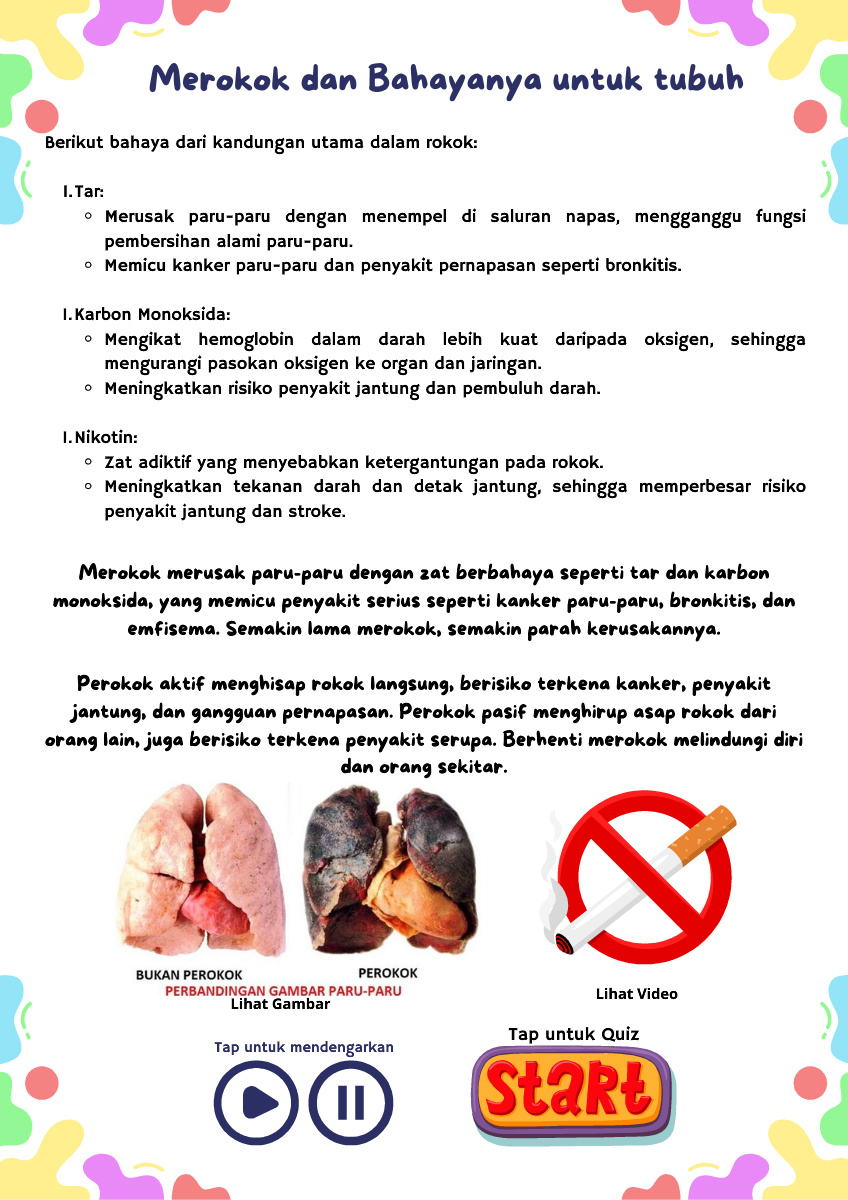 Merokok dan Bahayanya untuk tubuh
Berikut bahaya dari kandungan utama dalam rokok:
1. Tar:
Merusak paru-paru dengan menempel di saluran napas, mengganggu fungsi
pembersihan alami paru-paru.
Memicu kanker paru-paru dan penyakit pernapasan seperti bronkitis.
1. Karbon Monoksida:
Mengikat hemoglobin dalam darah lebih kuat daripada oksigen, sehingga
mengurangi pasokan oksigen ke organ dan jaringan.
Meningkatkan risiko penyakit jantung dan pembuluh darah.
1. Nikotin:
Zat adiktif yang menyebabkan ketergantungan pada rokok.
Meningkatkan tekanan darah dan detak jantung, sehingga memperbesar risiko
penyakit jantung dan stroke.
Merokok merusak paru-paru dengan zat berbahaya seperti tar dan karbon
monoksida, yang memicu penyakit serius seperti kanker paru-paru, bronkitis, dan
emfisema. Semakin lama merokok, semakin parah kerusakannya.
Perokok aktif menghisap rokok langsung, berisiko terkena kanker, penyakit
jantung, dan gangguan pernapasan. Perokok pasif menghirup asap rokok dari
orang lain, juga berisiko terkena penyakit serupa. Berhenti merokok melindungi diri
dan orang sekitar.
BUKAN PEROKOK
PEROKOK
PERBANDINGAN GAMBAR PARU-PARU
Lihat Gambar
Lihat Video
Tap untuk mendengarkan
Tap untuk Quiz
START